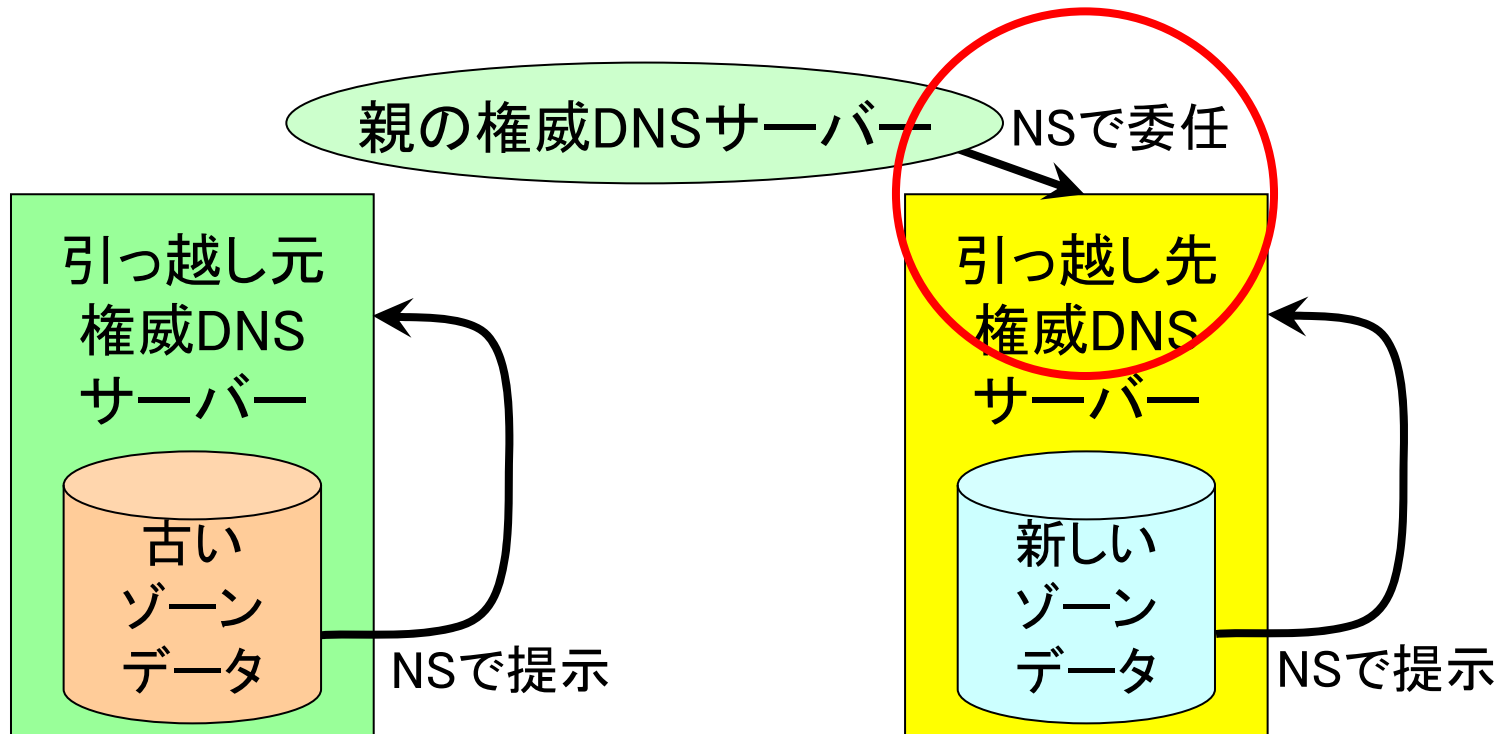 親の権威DNSサーバー
NSで委任
引っ越し元
権威DNS
サーバー
古い
ゾーン
データ
NSで提示
引っ越し先
権威DNS
サーバー
新しい
ゾーン
データ
NSで提示